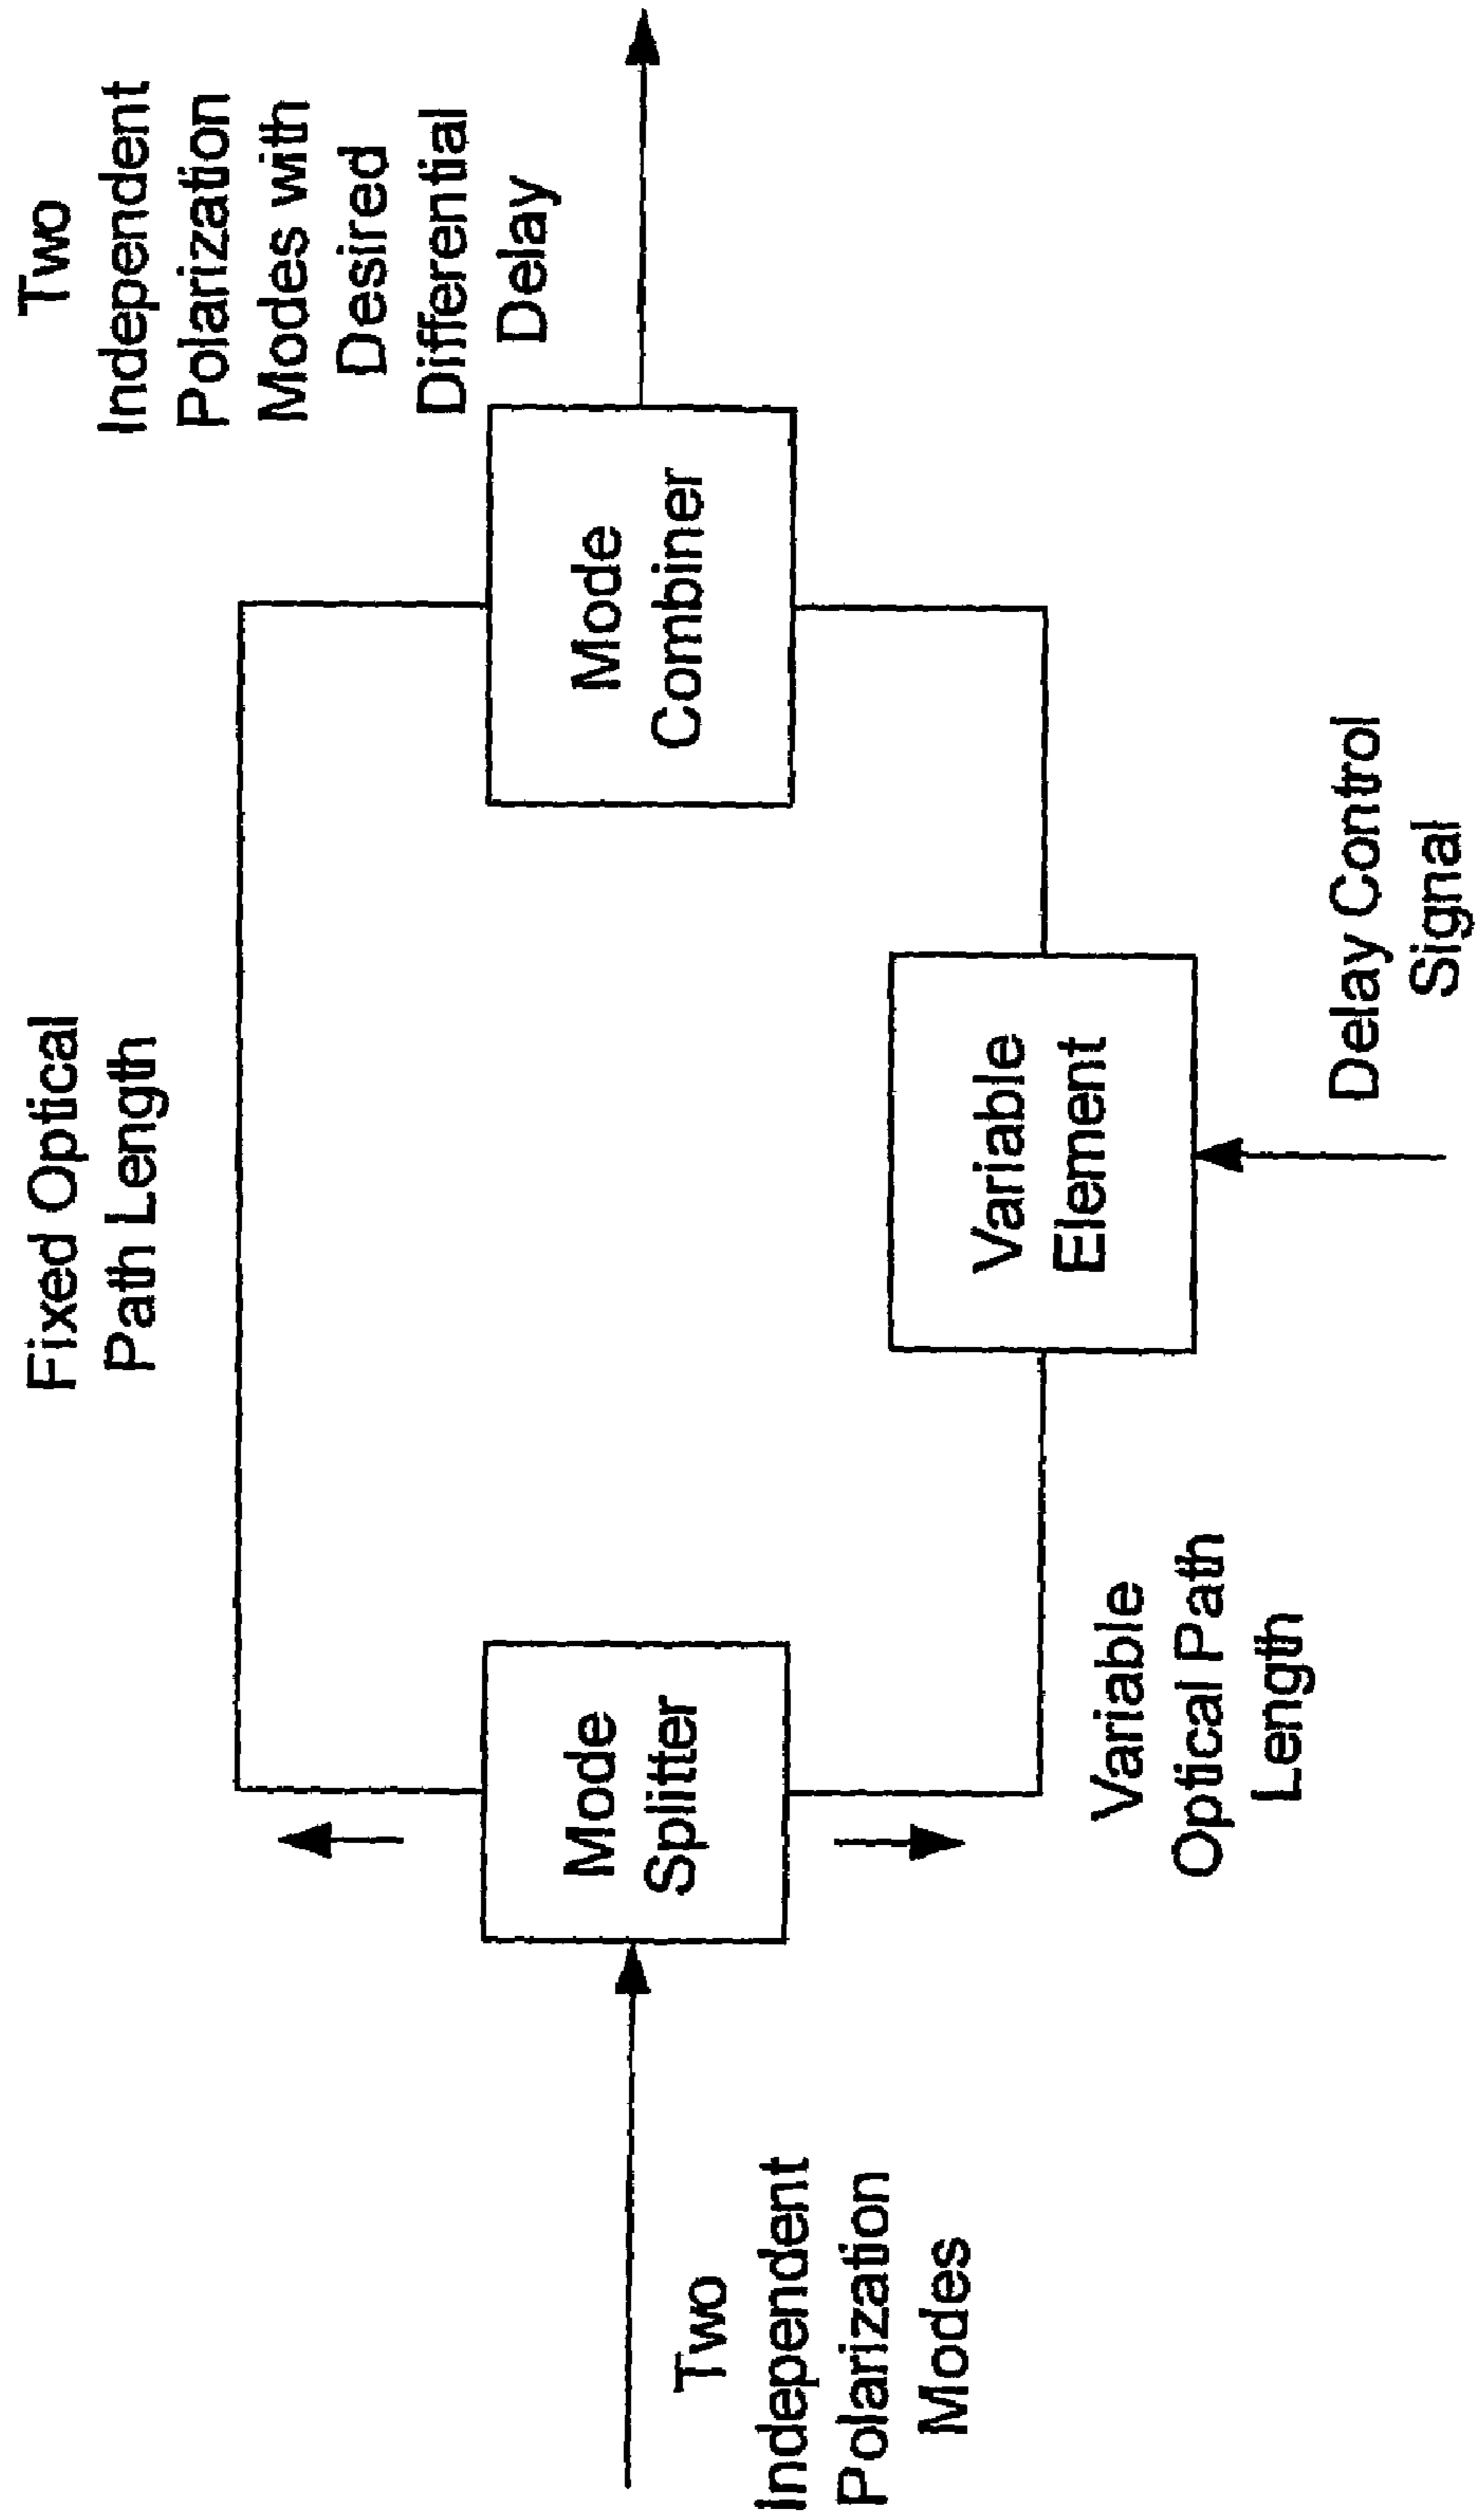 Two
Independent
Polarization
Modes
Mode
Splitter
Fixed Optical
Path Length
Variable
Optical Path
Length
Variable
Element
Delay Control
Signal
Mode
Combiner
Two
Independent
Polarization
Modes with
Desired
Differential
Delay